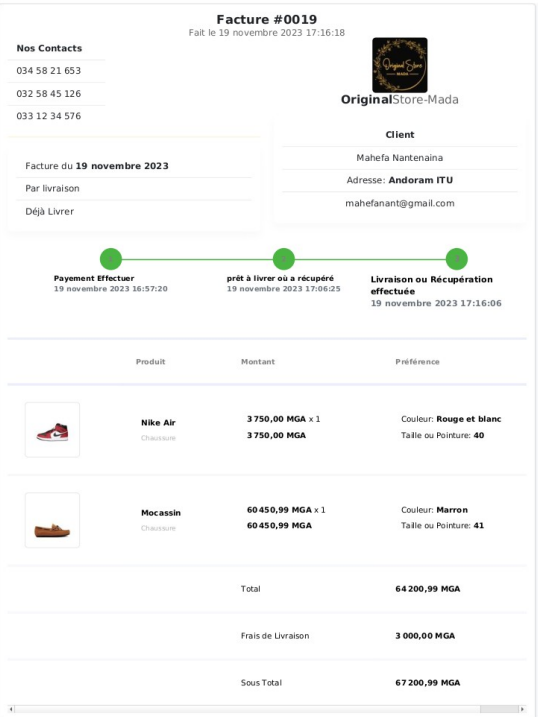 Facture #0019
Fait le 19 novembre 2023 17:16:18
Nos Contacts
034 58 21 653
032 58 45 126
033 12 34 576
Original Store
MADA
OriginalStore-Mada
Client
Mahefa Nantenaina
Adresse: Andoram ITU
mahefanant@gmail.com
Facture du 19 novembre 2023
Par livraison
Déjà Livrer
Payement Effectuer
19 novembre 2023 16:57:20
prêt à livrer où a récupéré
19 novembre 2023 17:06:25
Livraison ou Récupération
effectuée
19 novembre 2023 17:16:06
Produit Montant Préférence
Nike Air
Chaussure
3 750,00 MGA x 1
3 750,00 MGA
Couleur: Rouge et blanc
Taille ou Pointure: 40
Mocassin
Chaussure
60 450,99 MGA x 1
60 450,99 MGA
Couleur: Marron
Taille ou Pointure: 41
Total 64 200,99 MGA
Frais de Livraison 3 000,00 MGA
Sous Total 67 200,99 MGA